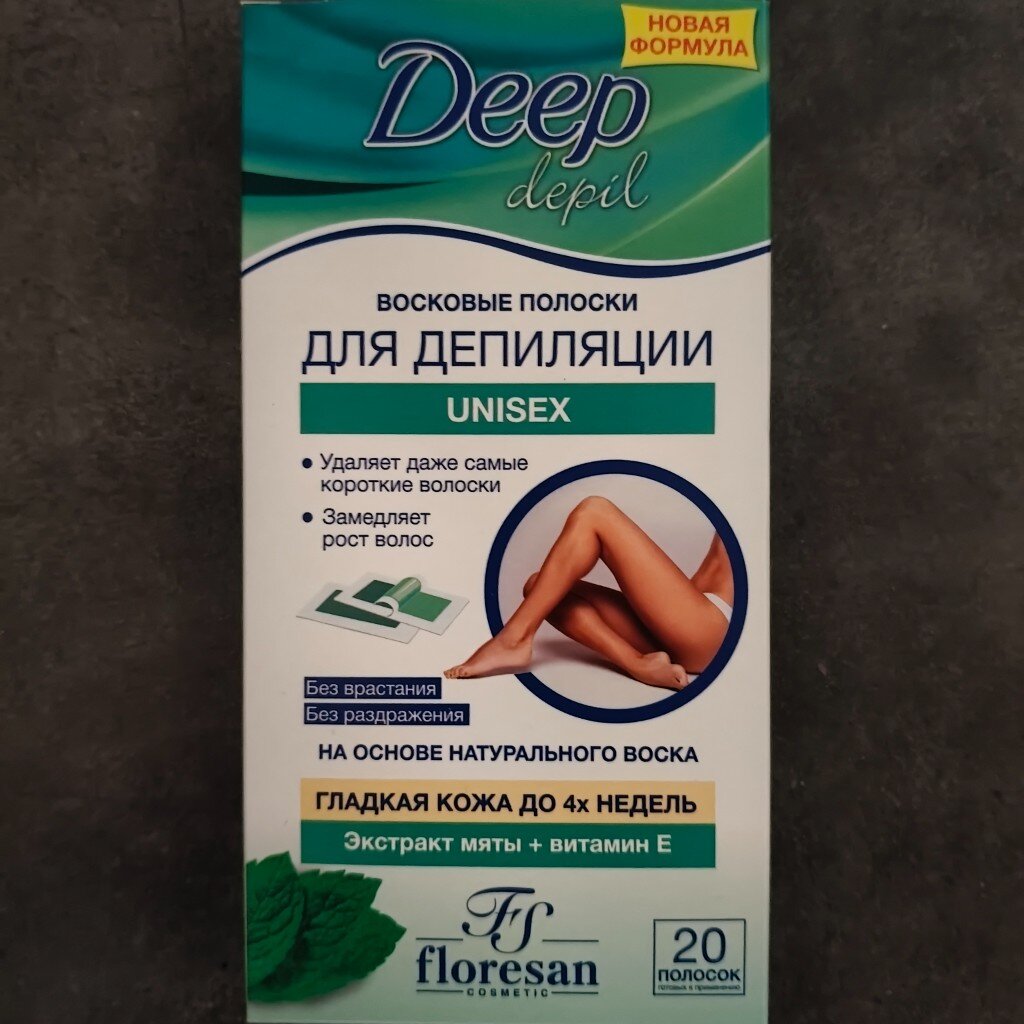 НОВАЯ
ФОРМУЛА
Deep
depil
ВОСКОВЫЕ ПОЛОСКИ
ДЛЯ ДЕПИЛЯЦИИ
UNISEX
• Удаляет даже самые
короткие волоски
• Замедляет
рост волос
Без врастания
Без раздражения
НА ОСНОВЕ НАТУРАЛЬНОГО ВОСКА
ГЛАДКАЯ КОЖА ДО 4х НЕДЕЛЬ
Экстракт мяты + витамин Е
FS
floresan
COSMETIC
20
ПОЛОСОК
готовых к применению